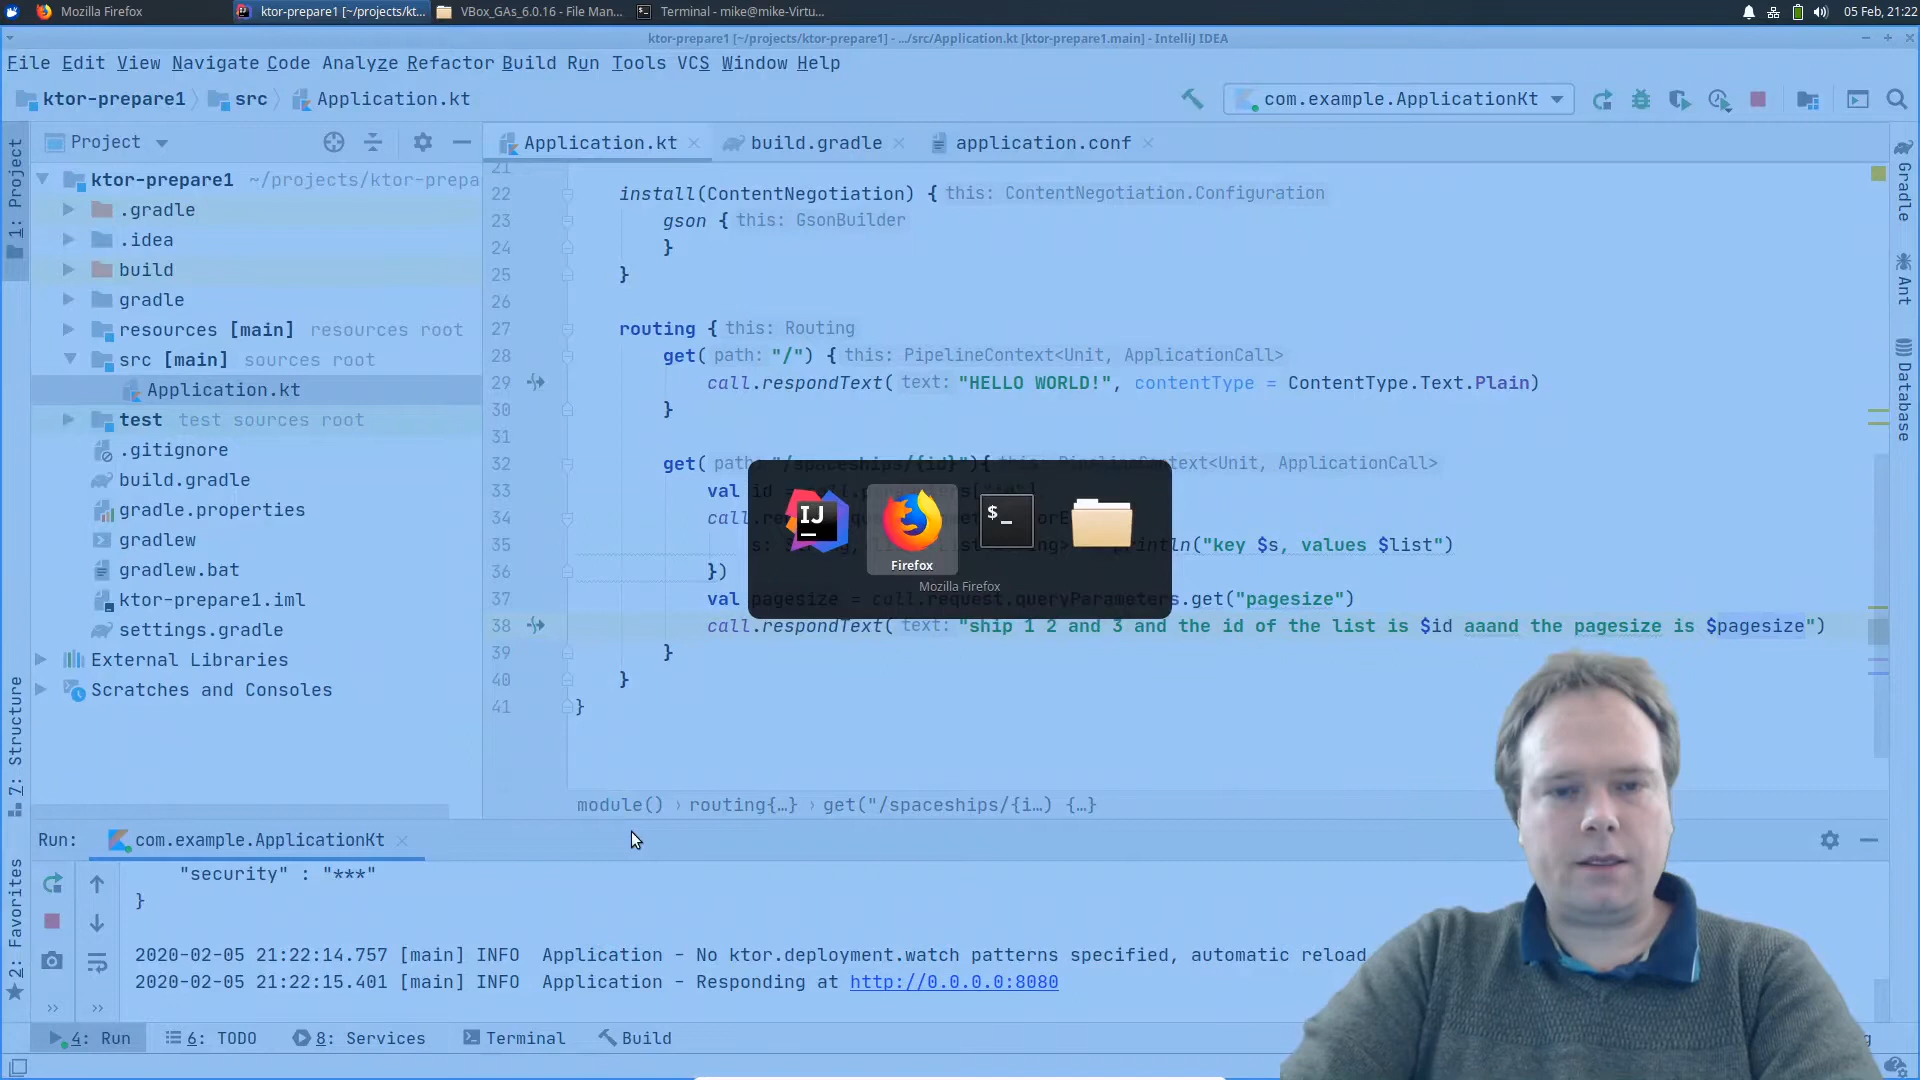 Mozilla Firefox
ktor-prepare1 [~/projects/kt...
VBox_GAs_6.0.16 - File Man...
Terminal - mike@mike-Virtu...
05 Feb, 21:22
ktor-prepare1 [~/projects/ktor-prepare1] - .../src/Application.kt [ktor-prepare1.main] - IntelliJ IDEA
File Edit View Navigate Code Analyze Refactor Build Run Tools VCS Window Help
ktor-prepare1 src Application.kt
com.example.ApplicationKt
Project
Application.kt
build.gradle
application.conf
1: Project
7: Structure
2: Favorites
ktor-prepare1 ~/projects/ktor-prepa
.gradle
.idea
build
gradle
resources [main] resources root
src [main] sources root
Application.kt
test test sources root
.gitignore
build.gradle
gradle.properties
gradlew
gradlew.bat
ktor-prepare1.iml
settings.gradle
External Libraries
Scratches and Consoles
21
22 install(ContentNegotiation) { this: ContentNegotiation.Configuration
23 gson { this: GsonBuilder
24 }
25 }
26
27 routing { this: Routing
28 get( path: "/") { this: PipelineContext<Unit, ApplicationCall>
29 call.respondText( text: "HELLO WORLD!", contentType = ContentType.Text.Plain)
30 }
31
32 get( path: "/spaceships/{id}"){ this: PipelineContext<Unit, ApplicationCall>
33 val id
34 call
35 println("key $s, values $list")
36 })
37 val pagesize = call.request.queryParameters.get("pagesize")
38 call.respondText( text: "ship 1 2 and 3 and the id of the list is $id aaand the pagesize is $pagesize")
39 }
40 }
41 }
IJ
$_
Firefox
Mozilla Firefox
module() › routing{...} › get("/spaceships/{i...) {...}
Gradle
Ant
Database
Run:
com.example.ApplicationKt
"security" : "***"
}
2020-02-05 21:22:14.757 [main] INFO Application - No ktor.deployment.watch patterns specified, automatic reload
2020-02-05 21:22:15.401 [main] INFO Application - Responding at http://0.0.0.0:8080
4: Run
6: TODO
8: Services
Terminal
Build